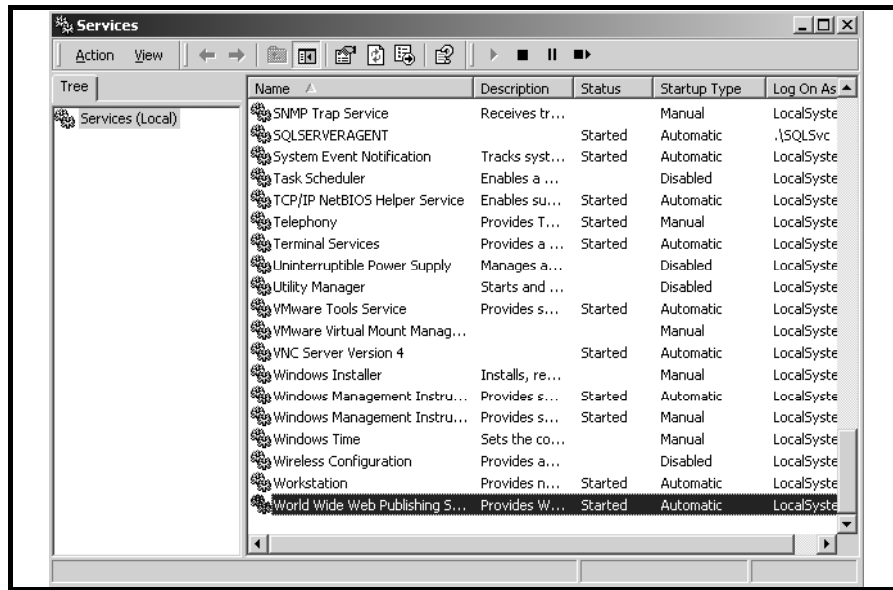 Services
Action View
Tree
Services (Local)
Name Description Status Startup Type Log On As
SNMP Trap Service Receives tr... Manual LocalSyste
SQLSERVERAGENT Started Automatic .\SQLSvc
System Event Notification Tracks syst... Started Automatic LocalSyste
Task Scheduler Enables a ... Disabled LocalSyste
TCP/IP NetBIOS Helper Service Enables su... Started Automatic LocalSyste
Telephony Provides T... Started Manual LocalSyste
Terminal Services Provides a ... Started Automatic LocalSyste
Uninterruptible Power Supply Manages a... Disabled LocalSyste
Utility Manager Starts and ... Disabled LocalSyste
VMware Tools Service Provides s... Started Automatic LocalSyste
VMware Virtual Mount Manag... Manual LocalSyste
VNC Server Version 4 Started Automatic LocalSyste
Windows Installer Installs, re... Manual LocalSyste
Windows Management Instru... Provides s... Started Automatic LocalSyste
Windows Management Instru... Provides s... Started Manual LocalSyste
Windows Time Sets the co... Manual LocalSyste
Wireless Configuration Provides a... Disabled LocalSyste
Workstation Provides n... Started Automatic LocalSyste
World Wide Web Publishing S... Provides W... Started Automatic LocalSyste